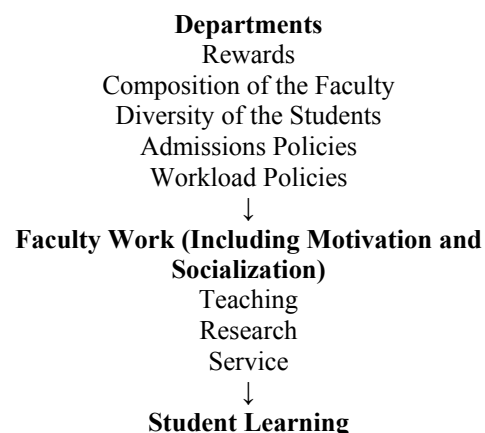 Departments
Rewards
Composition of the Faculty
Diversity of the Students
Admissions Policies
Workload Policies
↓
Faculty Work (Including Motivation and
Socialization)
Teaching
Research
Service
↓
Student Learning